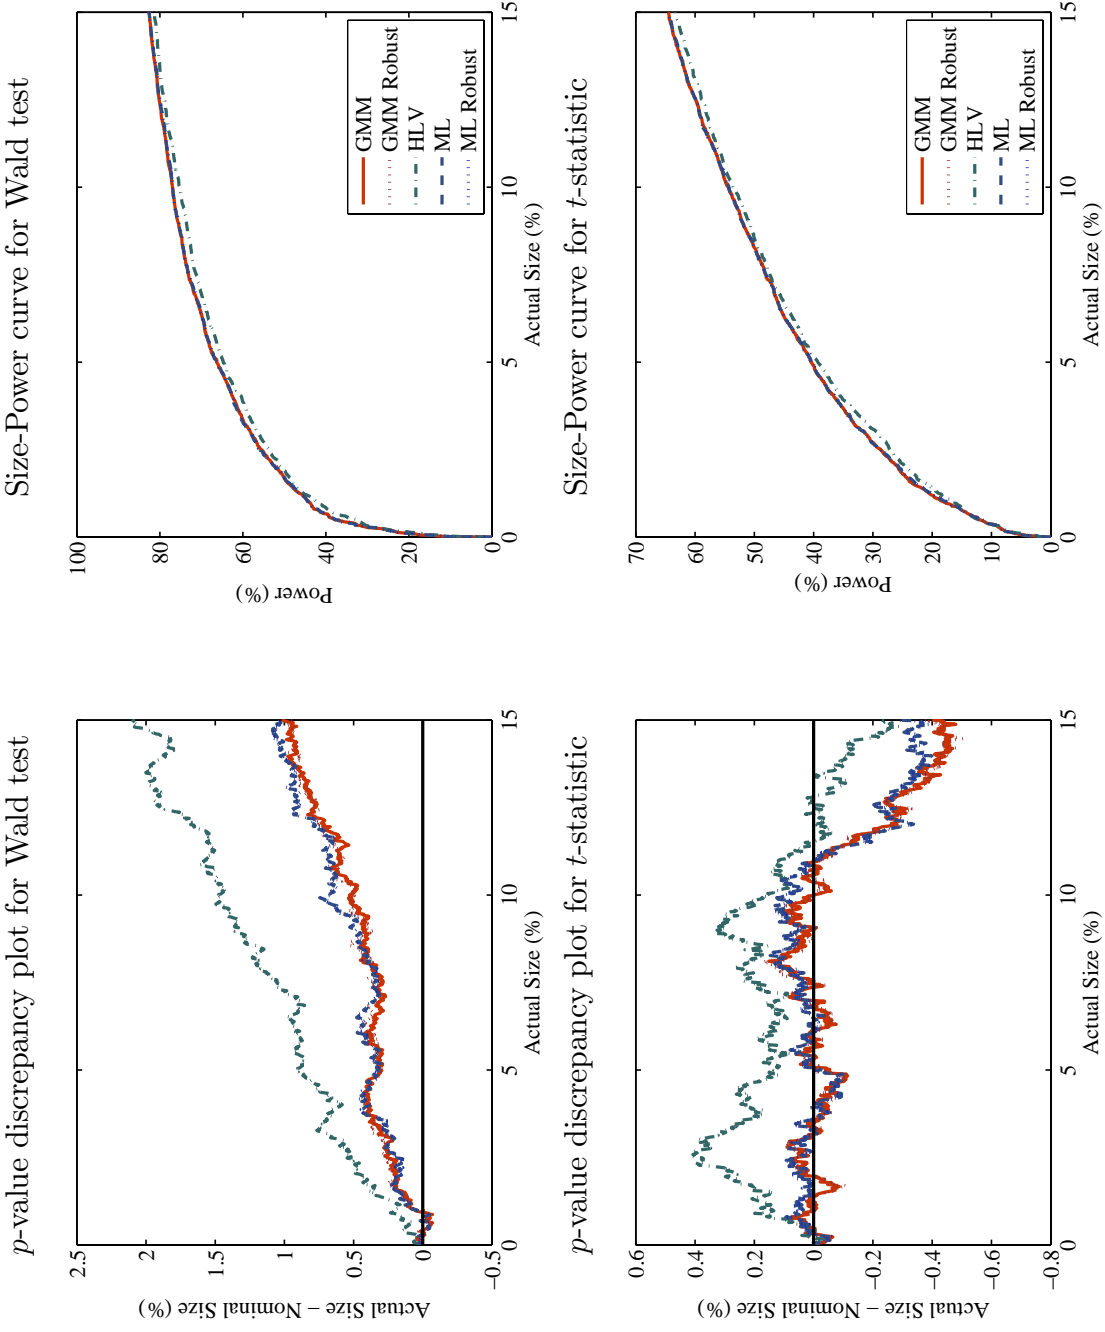 p-value discrepancy plot for Wald test
Actual Size − Nominal Size (%)
2.5
2
1.5
1
0.5
0
−0.5
0
5
10
15
Actual Size (%)
Size-Power curve for Wald test
Power (%)
100
80
60
40
20
0
0
5
10
15
Actual Size (%)
GMM
GMM Robust
HLV
ML
ML Robust
p-value discrepancy plot for t-statistic
Actual Size − Nominal Size (%)
0.6
0.4
0.2
0
−0.2
−0.4
−0.6
−0.8
0
5
10
15
Actual Size (%)
Size-Power curve for t-statistic
Power (%)
70
60
50
40
30
20
10
0
0
5
10
15
Actual Size (%)
GMM
GMM Robust
HLV
ML
ML Robust